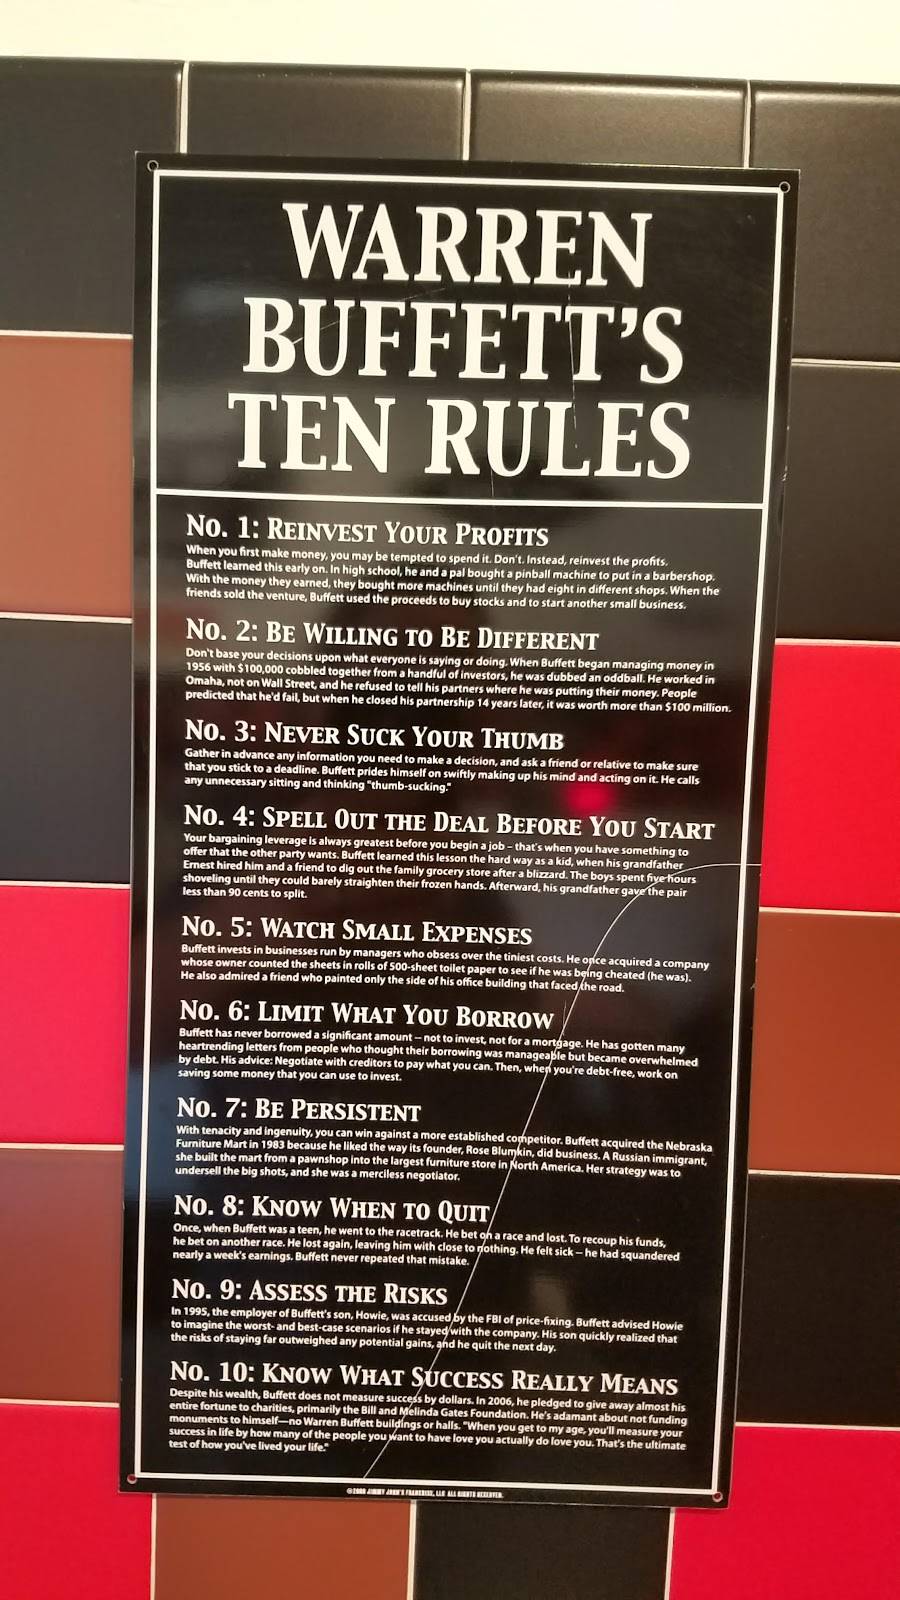 WARREN
BUFFETT'S
TEN RULES
No. 1: Reinvest Your Profits
When you first make money, you may be tempted to spend it. Don't. Instead, reinvest the profits.
Buffett learned this early on. In high school, he and a pal bought a pinball machine to put in a barbershop.
With the money they earned, they bought more machines until they had eight in different shops. When the
friends sold the venture, Buffett used the proceeds to buy stocks and to start another small business.
No. 2: Be Willing to Be Different
Don't base your decisions upon what everyone is saying or doing. When Buffett began managing money in
1956 with $100,000 cobbled together from a handful of investors, he was dubbed an oddball. He worked in
Omaha, not on Wall Street, and he refused to tell his partners where he was putting their money. People
predicted that he'd fail, but when he closed his partnership 14 years later, it was worth more than $100 million.
No. 3: Never Suck Your Thumb
Gather in advance any information you need to make a decision, and ask a friend or relative to make sure
that you stick to a deadline. Buffett prides himself on swiftly making up his mind and acting on it. He calls
any unnecessary sitting and thinking "thumb-sucking."
No. 4: Spell Out the Deal Before You Start
Your bargaining leverage is always greatest before you begin a job – that's when you have something to
offer that the other party wants. Buffett learned this lesson the hard way as a kid, when his grandfather
Ernest hired him and a friend to dig out the family grocery store after a blizzard. The boys spent five hours
shoveling until they could barely straighten their frozen hands. Afterward, his grandfather gave the pair
less than 90 cents to split.
No. 5: Watch Small Expenses
Buffett invests in businesses run by managers who obsess over the tiniest costs. He once acquired a company
whose owner counted the sheets in rolls of 500-sheet toilet paper to see if he was being cheated (he was).
He also admired a friend who painted only the side of his office building that faced the road.
No. 6: Limit What You Borrow
Buffett has never borrowed a significant amount – not to invest, not for a mortgage. He has gotten many
heartrending letters from people who thought their borrowing was manageable but became overwhelmed
by debt. His advice: Negotiate with creditors to pay what you can. Then, when you're debt-free, work on
saving some money that you can use to invest.
No. 7: Be Persistent
With tenacity and ingenuity, you can win against a more established competitor. Buffett acquired the Nebraska
Furniture Mart in 1983 because he liked the way its founder, Rose Blumkin, did business. A Russian immigrant,
she built the mart from a pawnshop into the largest furniture store in North America. Her strategy was to
undersell the big shots, and she was a merciless negotiator.
No. 8: Know When to Quit
Once, when Buffett was a teen, he went to the racetrack. He bet on a race and lost. To recoup his funds,
he bet on another race. He lost again, leaving him with close to nothing. He felt sick – he had squandered
nearly a week's earnings. Buffett never repeated that mistake.
No. 9: Assess the Risks
In 1995, the employer of Buffett's son, Howie, was accused by the FBI of price-fixing. Buffett advised Howie
to imagine the worst- and best-case scenarios if he stayed with the company. His son quickly realized that
the risks of staying far outweighed any potential gains, and he quit the next day.
No. 10: Know What Success Really Means
Despite his wealth, Buffett does not measure success by dollars. In 2006, he pledged to give away almost his
entire fortune to charities, primarily the Bill and Melinda Gates Foundation. He's adamant about not funding
monuments to himself—no Warren Buffett buildings or halls. "When you get to my age, you'll measure your
success in life by how many of the people you want to have love you actually do love you. That's the ultimate
test of how you've lived your life."
©2008 JIMMY JOHN'S FRANCHISE, LLC ALL RIGHTS RESERVED.